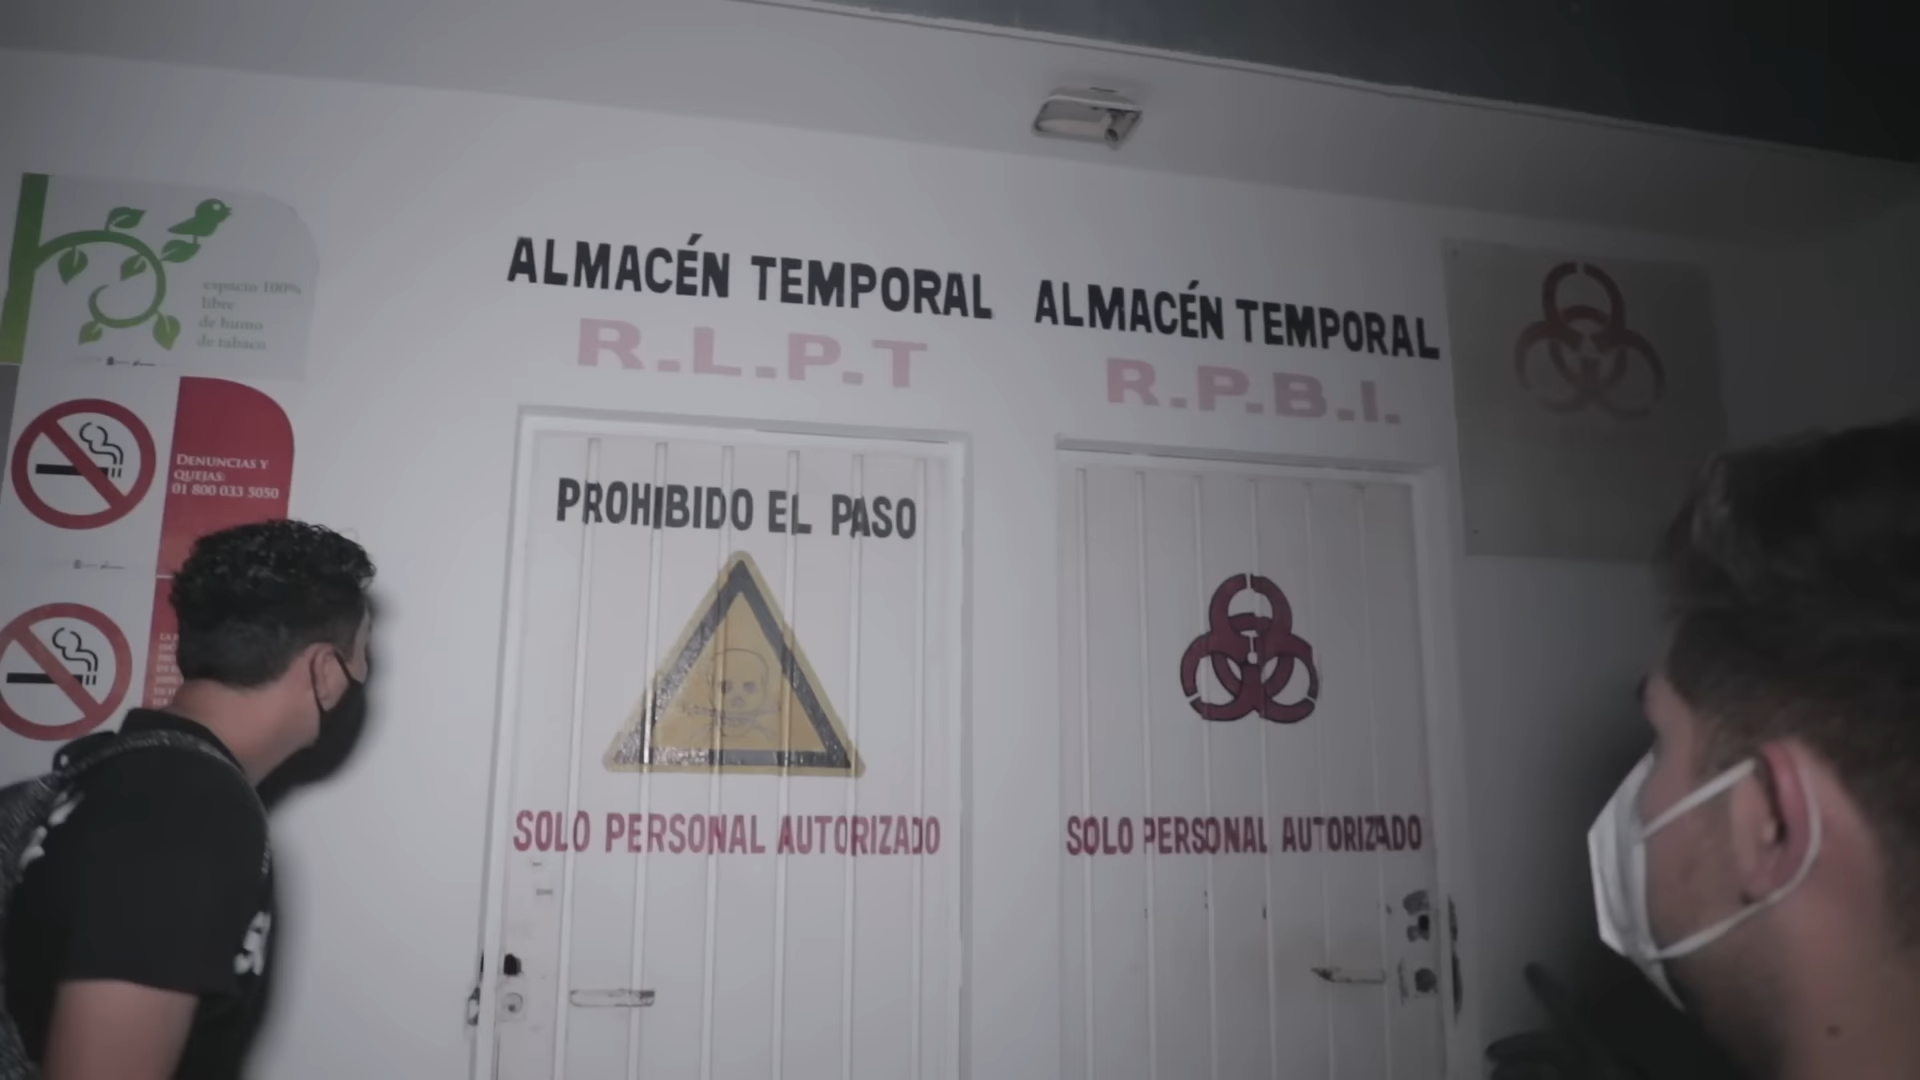 espacio 100%
libre
de humo
de tabaco
ALMACÉN TEMPORAL
R.L.P.T
ALMACÉN TEMPORAL
R.P.B.I.
DENUNCIAS Y
QUEJAS:
01 800 033 5050
PROHIBIDO EL PASO
SOLO PERSONAL AUTORIZADO
SOLO PERSONAL AUTORIZADO